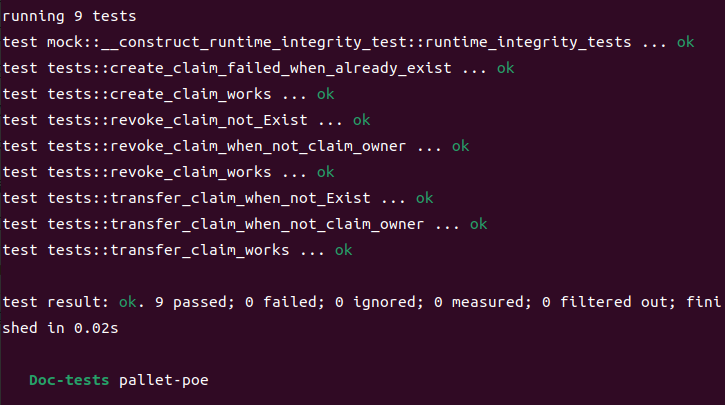 running 9 tests
test mock::__construct_runtime_integrity_test::runtime_integrity_tests ... ok
test tests::create_claim_failed_when_already_exist ... ok
test tests::create_claim_works ... ok
test tests::revoke_claim_not_Exist ... ok
test tests::revoke_claim_when_not_claim_owner ... ok
test tests::revoke_claim_works ... ok
test tests::transfer_claim_when_not_Exist ... ok
test tests::transfer_claim_when_not_claim_owner ... ok
test tests::transfer_claim_works ... ok
test result: ok. 9 passed; 0 failed; 0 ignored; 0 measured; 0 filtered out; fini
shed in 0.02s
Doc-tests pallet-poe